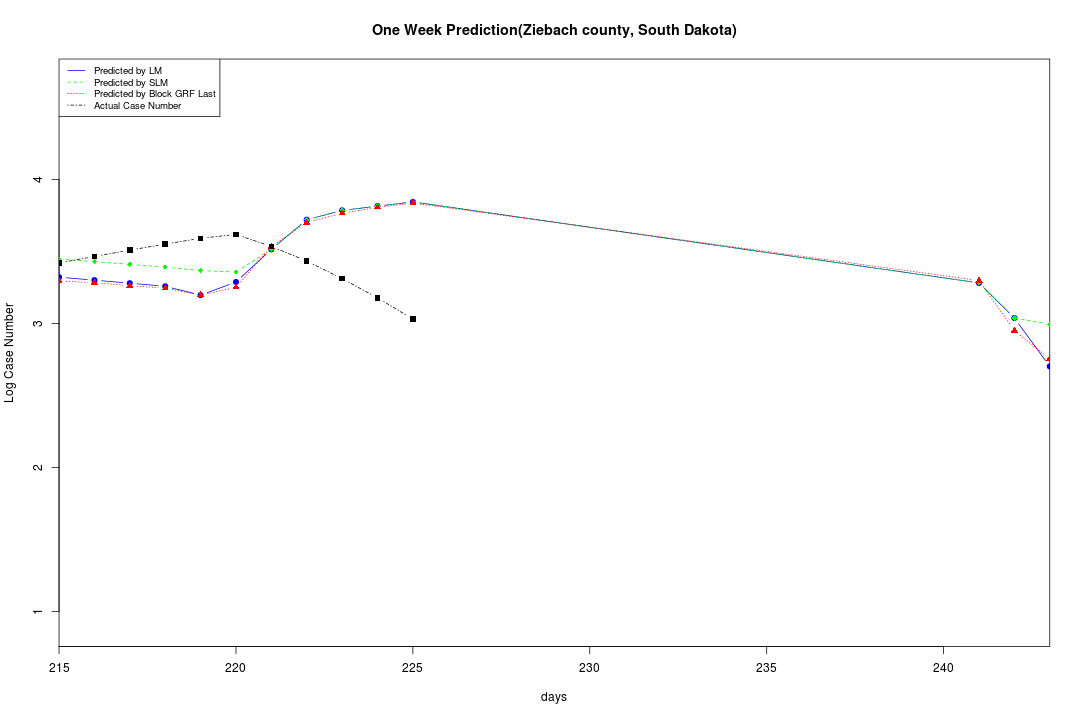 One Week Prediction(Ziebach county, South Dakota)
Predicted by LM
Predicted by SLM
Predicted by Block GRF Last
Actual Case Number
4
3
2
1
Log Case Number
215 220 225 230 235 240
days